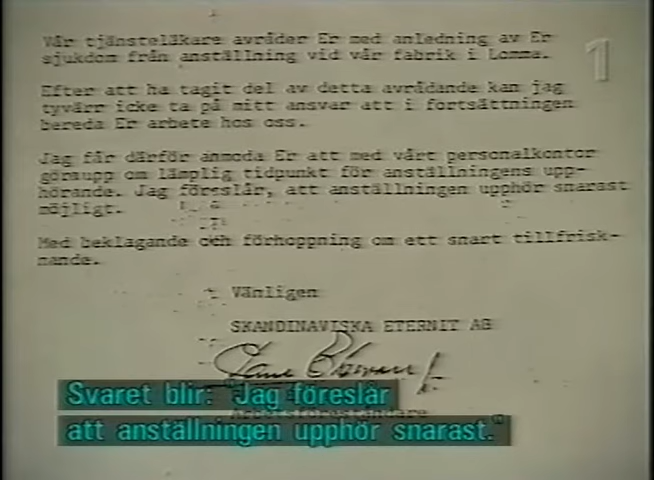 Vår tjänsteläkare avråder Er med anledning av Er
sjukdom från anställning vid vår fabrik i Lomma.
1
Efter att ha tagit del av detta avrådande kan jag
tyvärr icke ta på mitt ansvar att i fortsättningen
bereda Er arbete hos oss.
Jag får därför anmoda Er att med vårt personalkontor
göraupp om lämplig tidpunkt för anställningens upp-
hörande. Jag föreslår, att anställningen upphör snarast
möjligt.
Med beklagande och förhoppning om ett snart tillfrisk-
nande.
Vänligen
SKANDINAVISKA ETERNIT AB
Svaret blir: "Jag föreslår
Arbetsföreståndare
att anställningen upphör snarast."